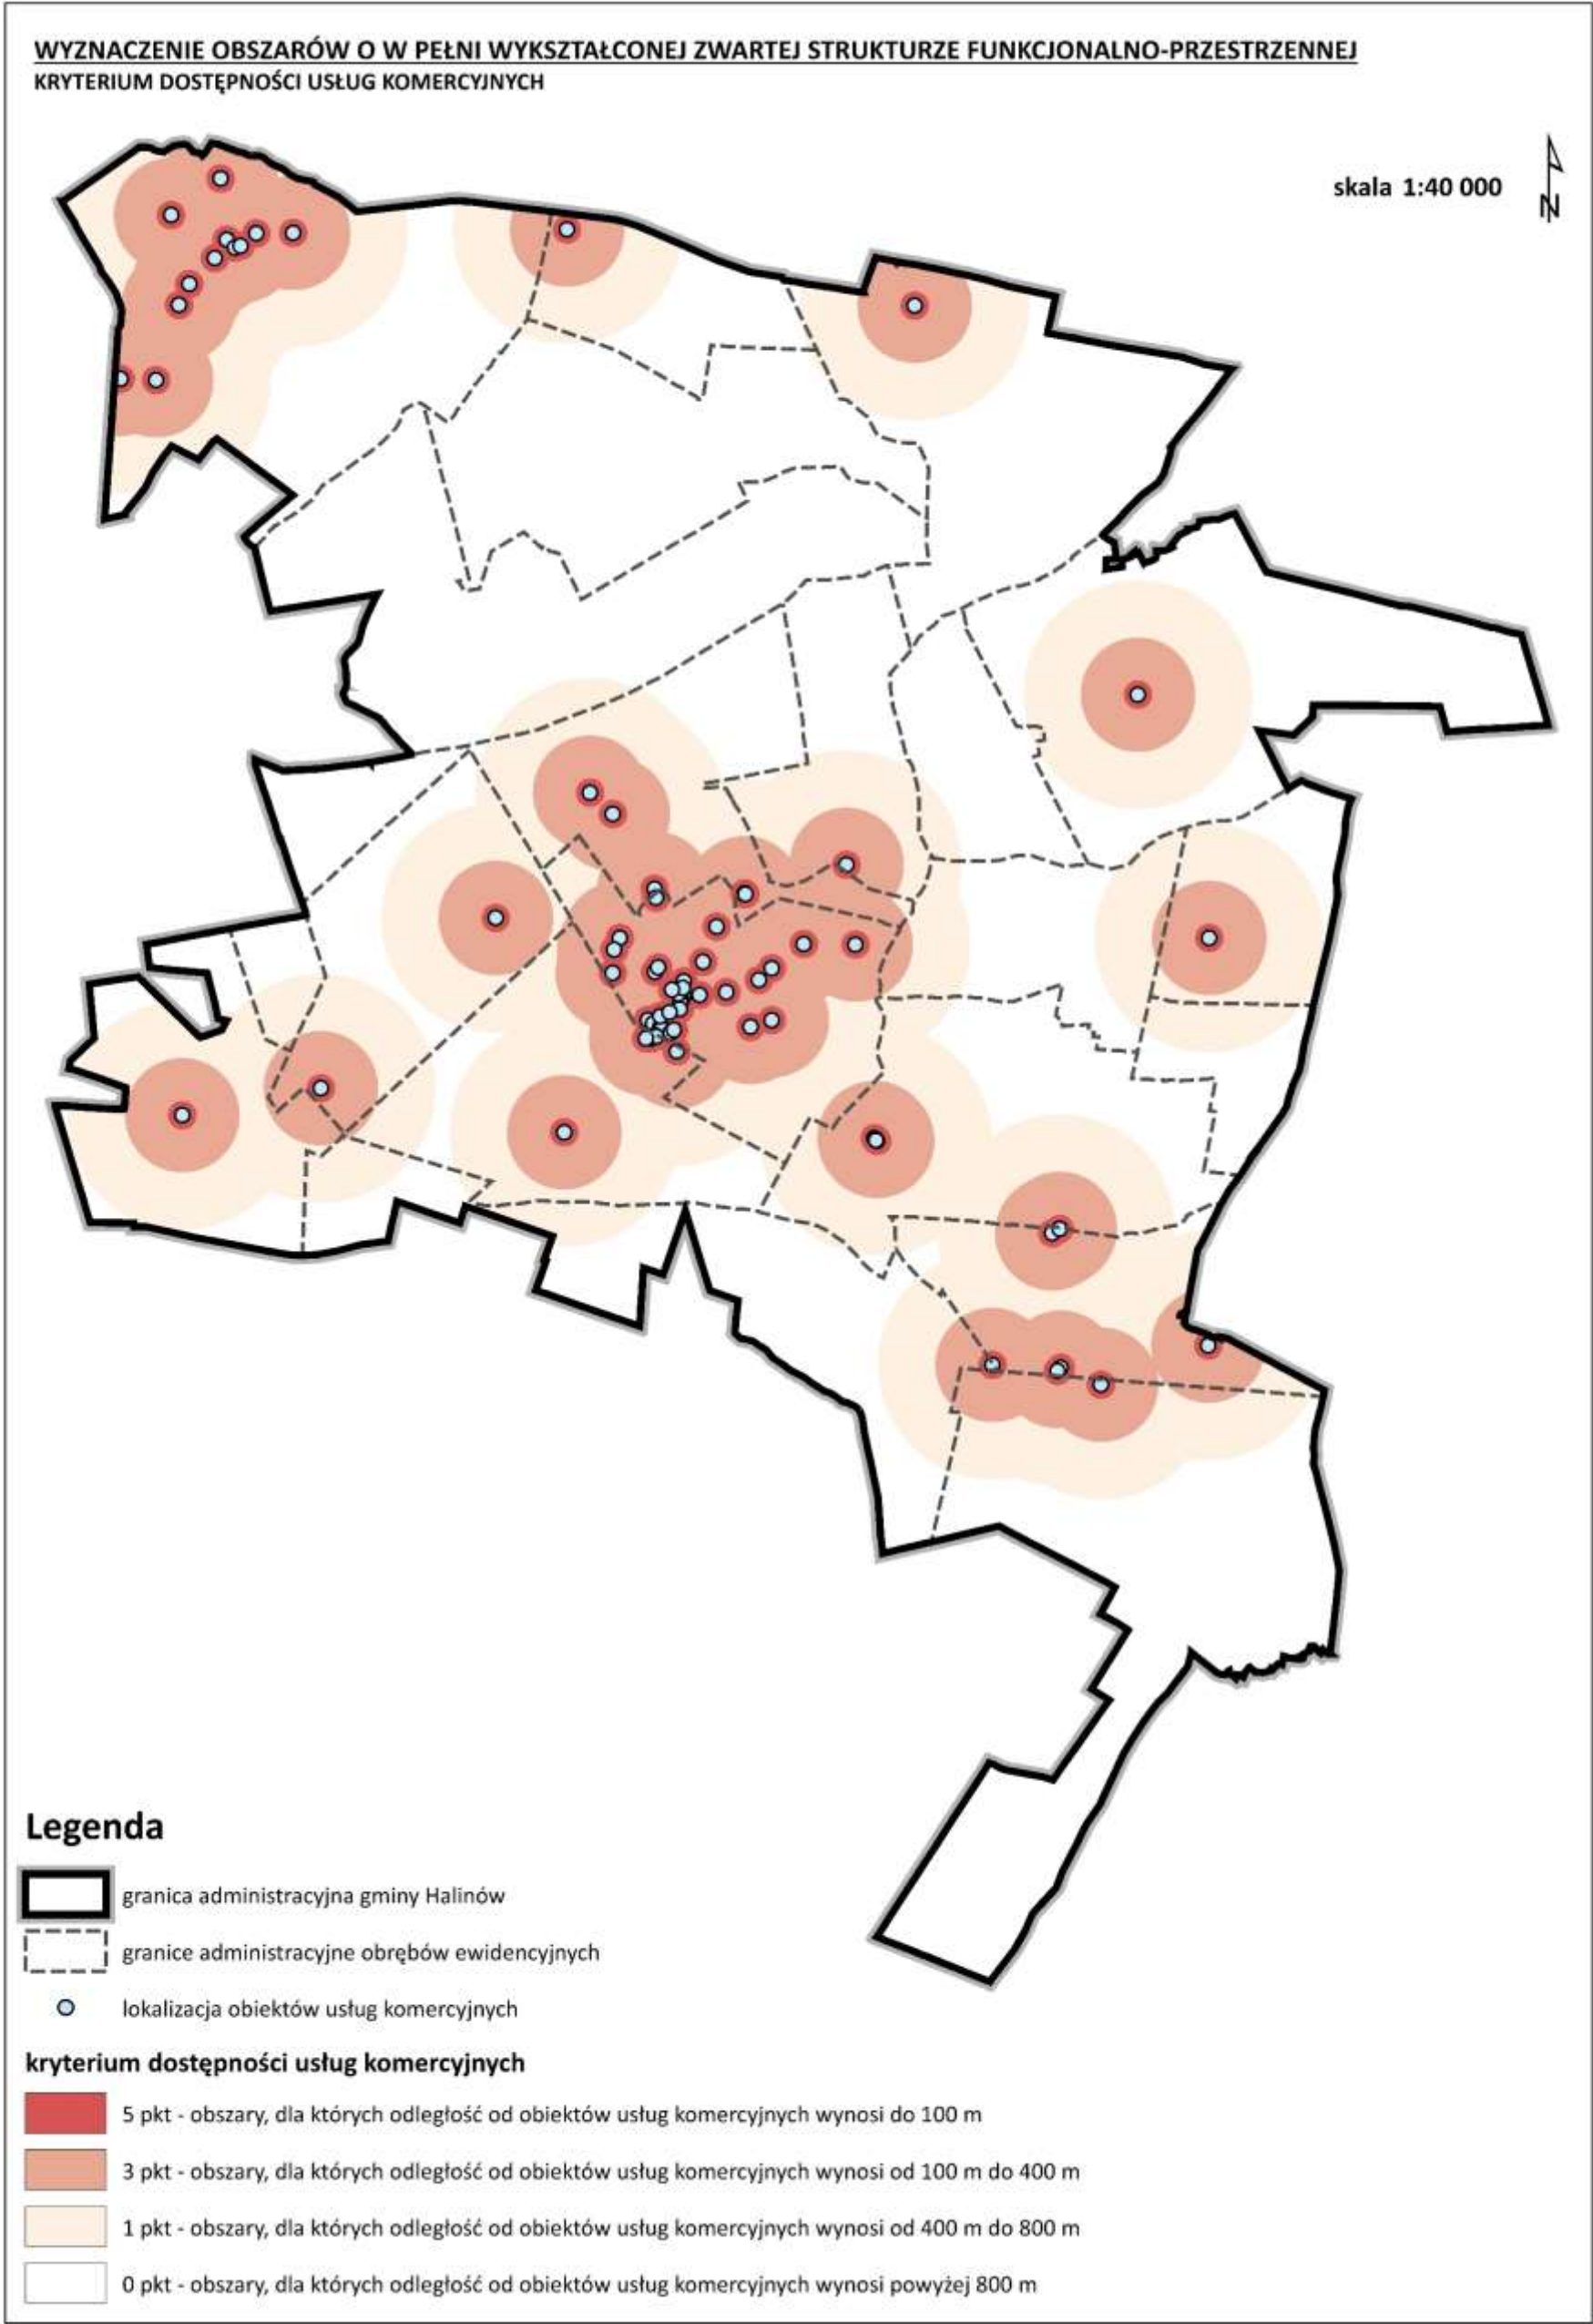 WYZNACZENIE OBSZARÓW O W PEŁNI WYKSZTAŁCONEJ ZWARTEJ STRUKTURZE FUNKCJONALNO-PRZESTRZENNEJ
KRYTERIUM DOSTĘPNOŚCI USŁUG KOMERCYJNYCH
skala 1:40 000
N
Legenda
granica administracyjna gminy Halinów
granice administracyjne obrębów ewidencyjnych
lokalizacja obiektów usług komercyjnych
kryterium dostępności usług komercyjnych
5 pkt - obszary, dla których odległość od obiektów usług komercyjnych wynosi do 100 m
3 pkt - obszary, dla których odległość od obiektów usług komercyjnych wynosi od 100 m do 400 m
1 pkt - obszary, dla których odległość od obiektów usług komercyjnych wynosi od 400 m do 800 m
0 pkt - obszary, dla których odległość od obiektów usług komercyjnych wynosi powyżej 800 m